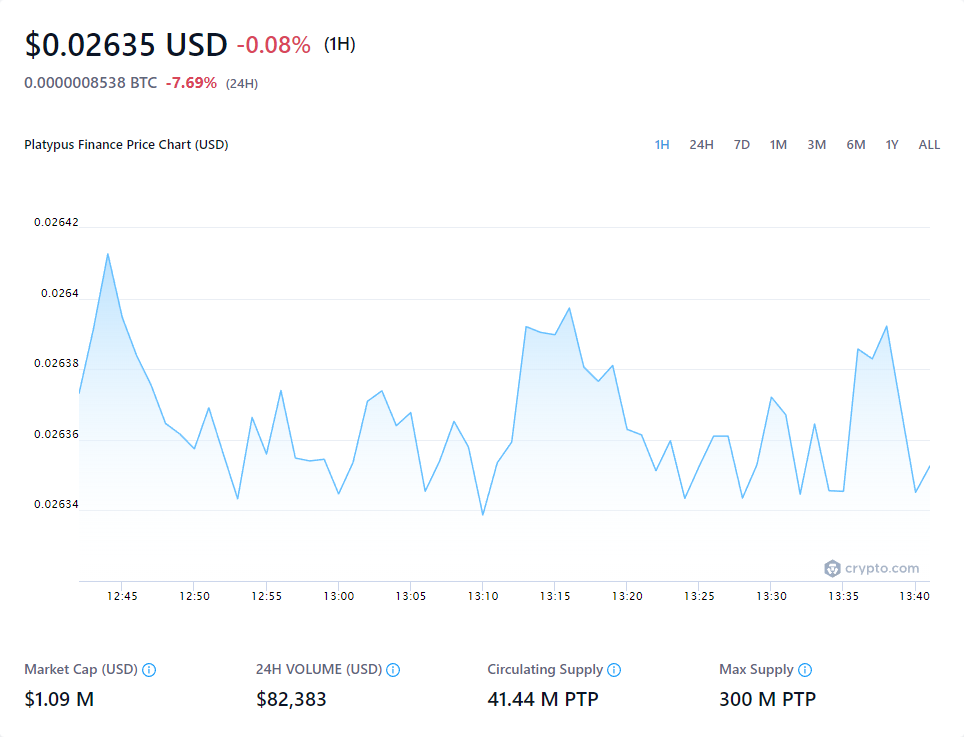 $0.02635 USD -0.08% (1H)
0.0000008538 BTC -7.69% (24H)
Platypus Finance Price Chart (USD) 1H 24H 7D 1M 3M 6M 1Y ALL
0.02642
0.0264
0.02638
0.02636
0.02634
crypto.com
12:45 12:50 12:55 13:00 13:05 13:10 13:15 13:20 13:25 13:30 13:35 13:40
Market Cap (USD) 24H VOLUME (USD) Circulating Supply Max Supply
$1.09 M $82,383 41.44 M PTP 300 M PTP